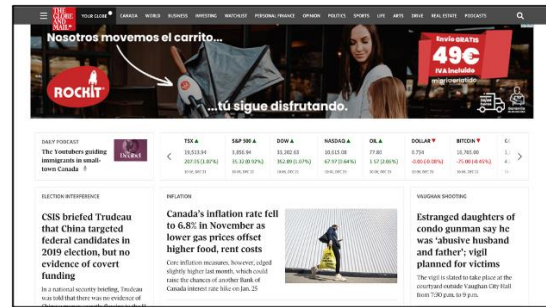 THE
GLOBE
AND
MAIL
YOUR GLOBE CANADA WORLD BUSINESS INVESTING WATCHLIST PERSONAL FINANCE OPINION POLITICS SPORTS LIFE ARTS DRIVE REAL ESTATE PODCASTS
Nosotros movemos el carrito...
Envío GRATIS
49€
IVA incluido
ROCKIT
...tú sigue disfrutando.
DAILY PODCAST
The Youtubers guiding
immigrants in small-
town Canada
Decibel
TSX S&P 500 DOW NASDAQ OIL DOLLAR BITCOIN
ELECTION INTERFERENCE
CSIS briefed Trudeau
that China targeted
federal candidates in
2019 election, but no
evidence of covert
funding
In a national security briefing, Trudeau
was told that there was no evidence of
INFLATION
Canada's inflation rate fell
to 6.8% in November as
lower gas prices offset
higher food, rent costs
Core inflation measures, however, edged
slightly higher last month, which could
raise the chances of another Bank of
Canada interest rate hike on Jan. 25
VAUGHAN SHOOTING
Estranged daughters of
condo gunman say he
was 'abusive husband
and father'; vigil
planned for victims
The vigil is slated to take place at the
courtyard outside Vaughan City Hall
from 7:30 p.m. to 9 p.m.